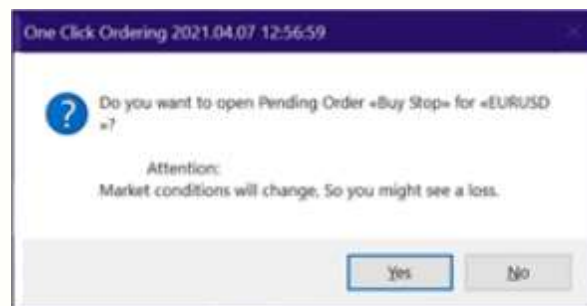 One Click Ordering 2021.04.07 12:56:59
Do you want to open Pending Order «Buy Stop» for «EURUSD
»?
Attention:
Market conditions will change, So you might see a loss.
Yes
No